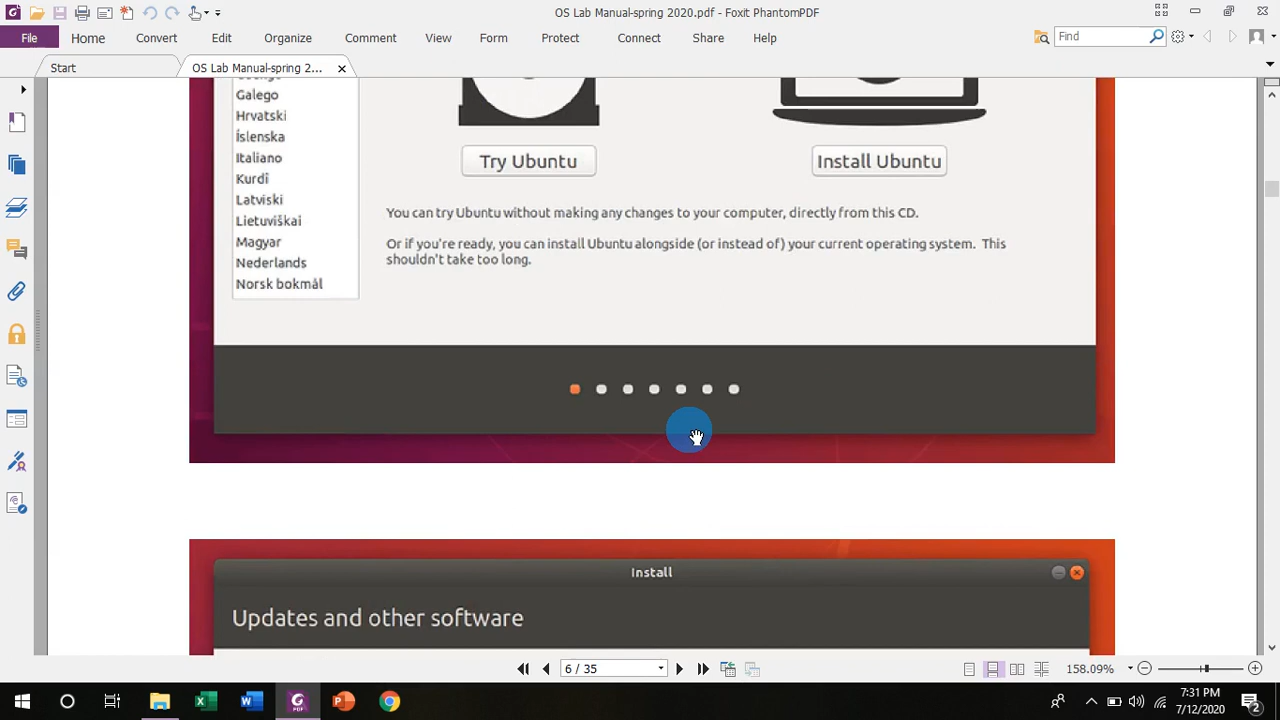 OS Lab Manual-spring 2020.pdf - Foxit PhantomPDF
File Home Convert Edit Organize Comment View Form Protect Connect Share Help Find
Start OS Lab Manual-spring 2...
Galego
Hrvatski
Íslenska
Italiano
Kurdî
Latviski
Lietuviškai
Magyar
Nederlands
Norsk bokmål
Try Ubuntu Install Ubuntu
You can try Ubuntu without making any changes to your computer, directly from this CD.
Or if you're ready, you can install Ubuntu alongside (or instead of) your current operating system. This
shouldn't take too long.
Install
Updates and other software
6 / 35 158.09%
7:31 PM
7/12/2020
2